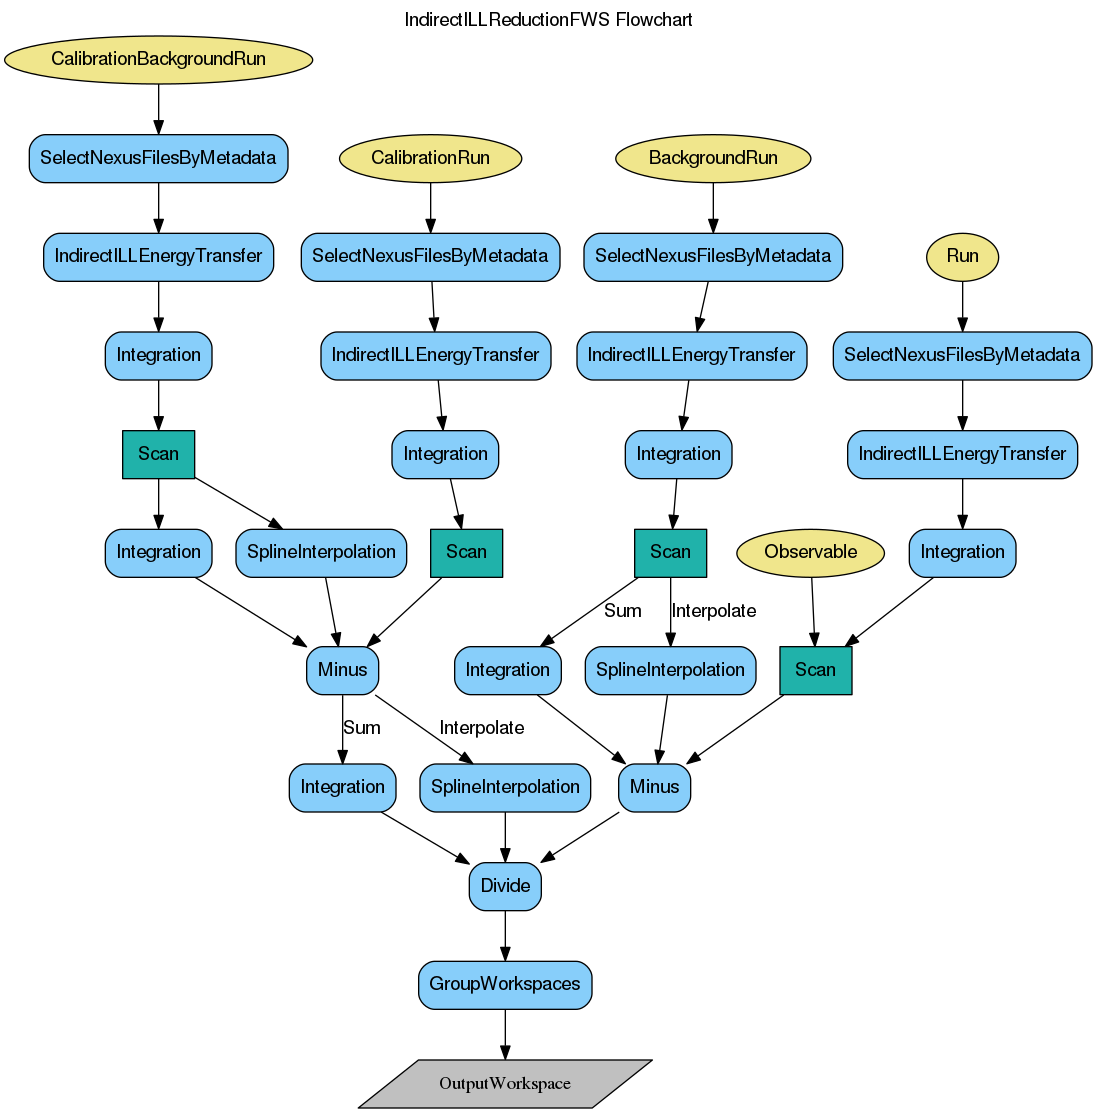 IndirectILLReductionFWS Flowchart
CalibrationBackgroundRun
SelectNexusFilesByMetadata
CalibrationRun
BackgroundRun
IndirectILLEnergyTransfer
SelectNexusFilesByMetadata
SelectNexusFilesByMetadata
Run
Integration
IndirectILLEnergyTransfer
IndirectILLEnergyTransfer
SelectNexusFilesByMetadata
Scan
Integration
Integration
IndirectILLEnergyTransfer
Integration
SplineInterpolation
Scan
Scan
Observable
Integration
Sum
Interpolate
Minus
Integration
SplineInterpolation
Scan
Sum
Interpolate
Integration
SplineInterpolation
Minus
Divide
GroupWorkspaces
OutputWorkspace